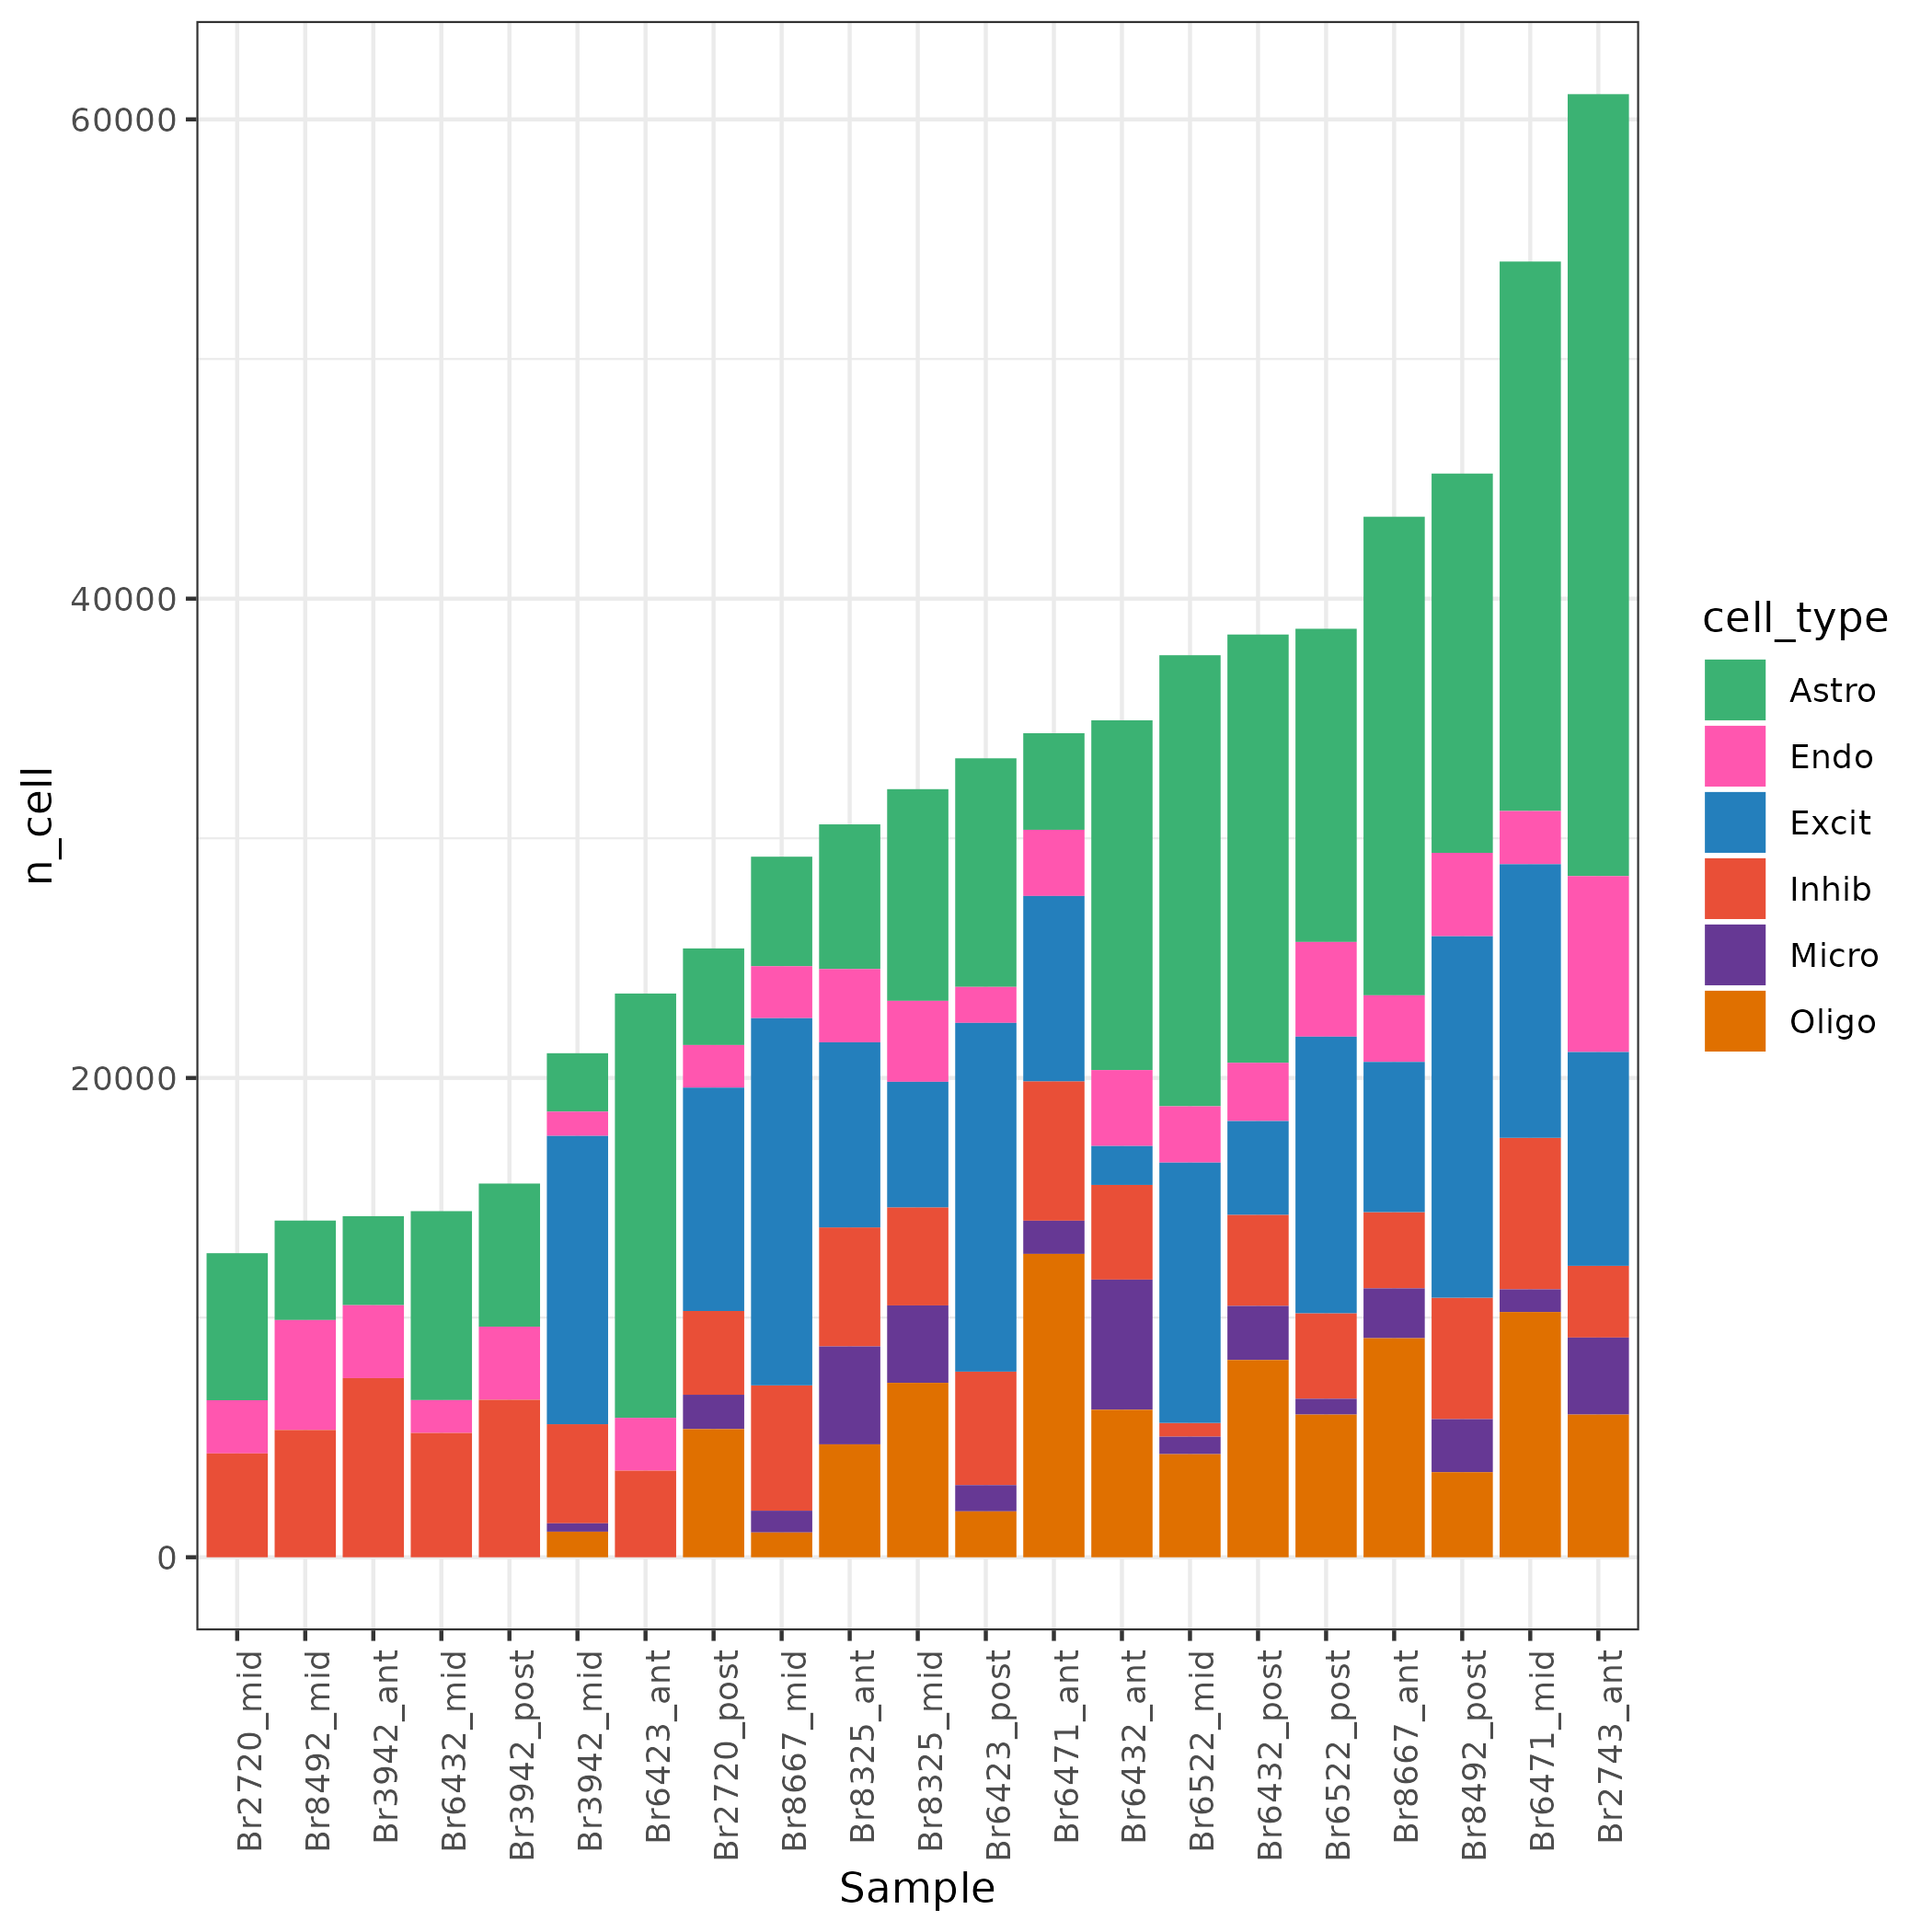 60000
40000
20000
0
n_cell
Br2720_mid
Br8492_mid
Br3942_ant
Br6432_mid
Br3942_post
Br3942_mid
Br6423_ant
Br2720_post
Br8667_mid
Br8325_ant
Br8325_mid
Br6423_post
Br6471_ant
Br6432_ant
Br6522_mid
Br6432_post
Br6522_post
Br8667_ant
Br8492_post
Br6471_mid
Br2743_ant
Sample
cell_type
Astro
Endo
Excit
Inhib
Micro
Oligo